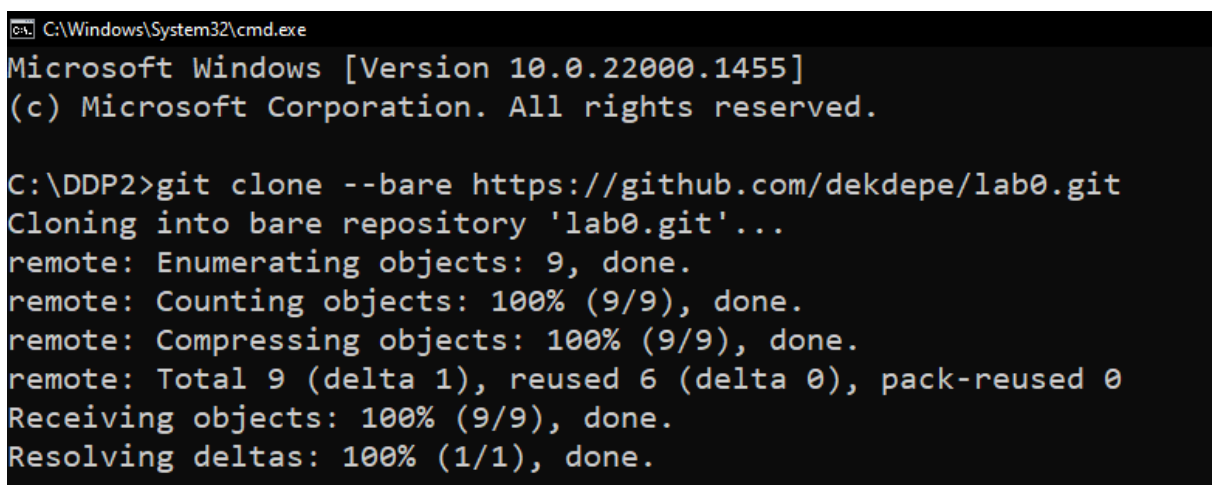 C:\Windows\System32\cmd.exe
Microsoft Windows [Version 10.0.22000.1455]
(c) Microsoft Corporation. All rights reserved.
C:\DDP2>git clone --bare https://github.com/dekdepe/lab0.git
Cloning into bare repository 'lab0.git'...
remote: Enumerating objects: 9, done.
remote: Counting objects: 100% (9/9), done.
remote: Compressing objects: 100% (9/9), done.
remote: Total 9 (delta 1), reused 6 (delta 0), pack-reused 0
Receiving objects: 100% (9/9), done.
Resolving deltas: 100% (1/1), done.